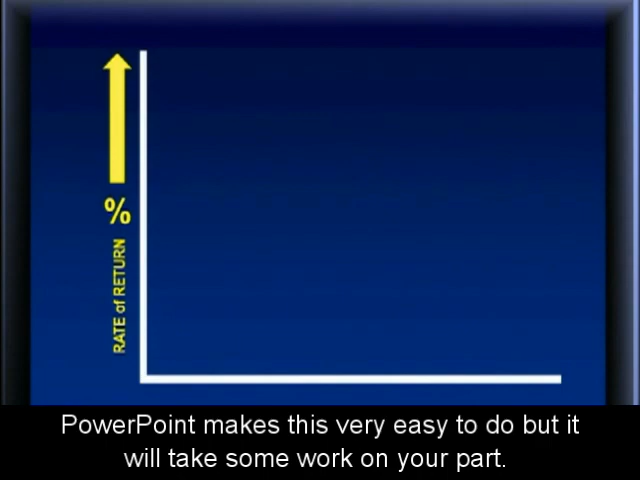 %
RATE of RETURN
PowerPoint makes this very easy to do but it
will take some work on your part.